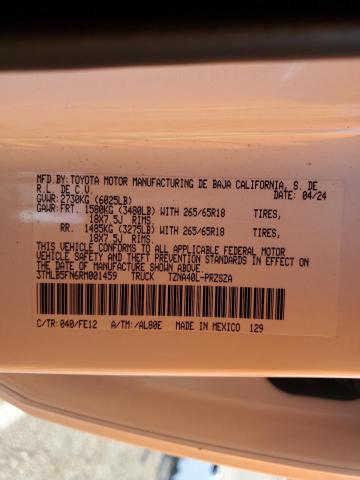 MFD.BY:TOYOTA MOTOR MANUFACTURING DE BAJA CALIFORNIA, S. DE
R.L. DE C.V. 04/24
GVWR:2730KG (6025LB)
GAWR:FRT. 1580KG (3480LB) WITH 265/65R18 TIRES,
18X7.5J RIMS.
RR. 1485KG (3275LB) WITH 265/65R18 TIRES,
18X7.5J RIMS.
THIS VEHICLE CONFORMS TO ALL APPLICABLE FEDERAL MOTOR
VEHICLE SAFETY AND THEFT PREVENTION STANDARDS IN EFFECT
ON THE DATE OF MANUFACTURE SHOWN ABOVE.
3TMLB5FN6RM001459 TRUCK TZNA40L-PRZSZA
C/TR:040/FE12 A/TM:/AL80E MADE IN MEXICO 129